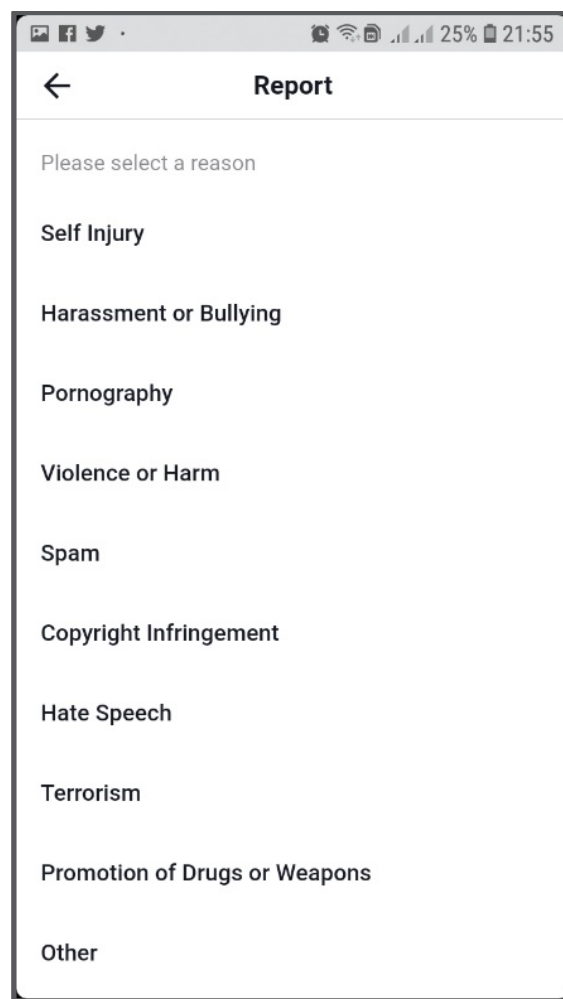 25% 21:55
Report
Please select a reason
Self Injury
Harassment or Bullying
Pornography
Violence or Harm
Spam
Copyright Infringement
Hate Speech
Terrorism
Promotion of Drugs or Weapons
Other